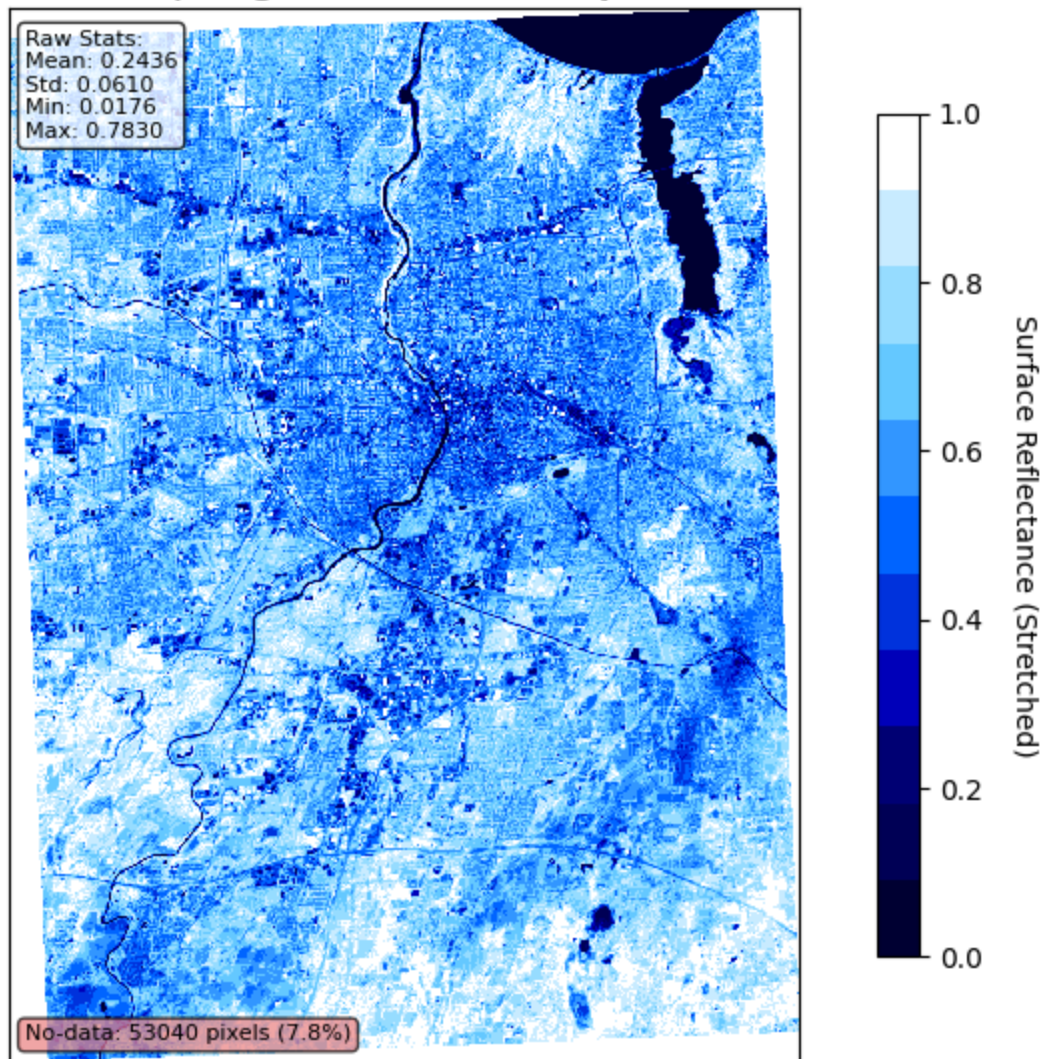 Raw Stats:
Mean: 0.2436
Std: 0.0610
Min: 0.0176
Max: 0.7830
1.0
0.8
0.6
0.4
0.2
0.0
Surface Reflectance (Stretched)
No-data: 53040 pixels (7.8%)